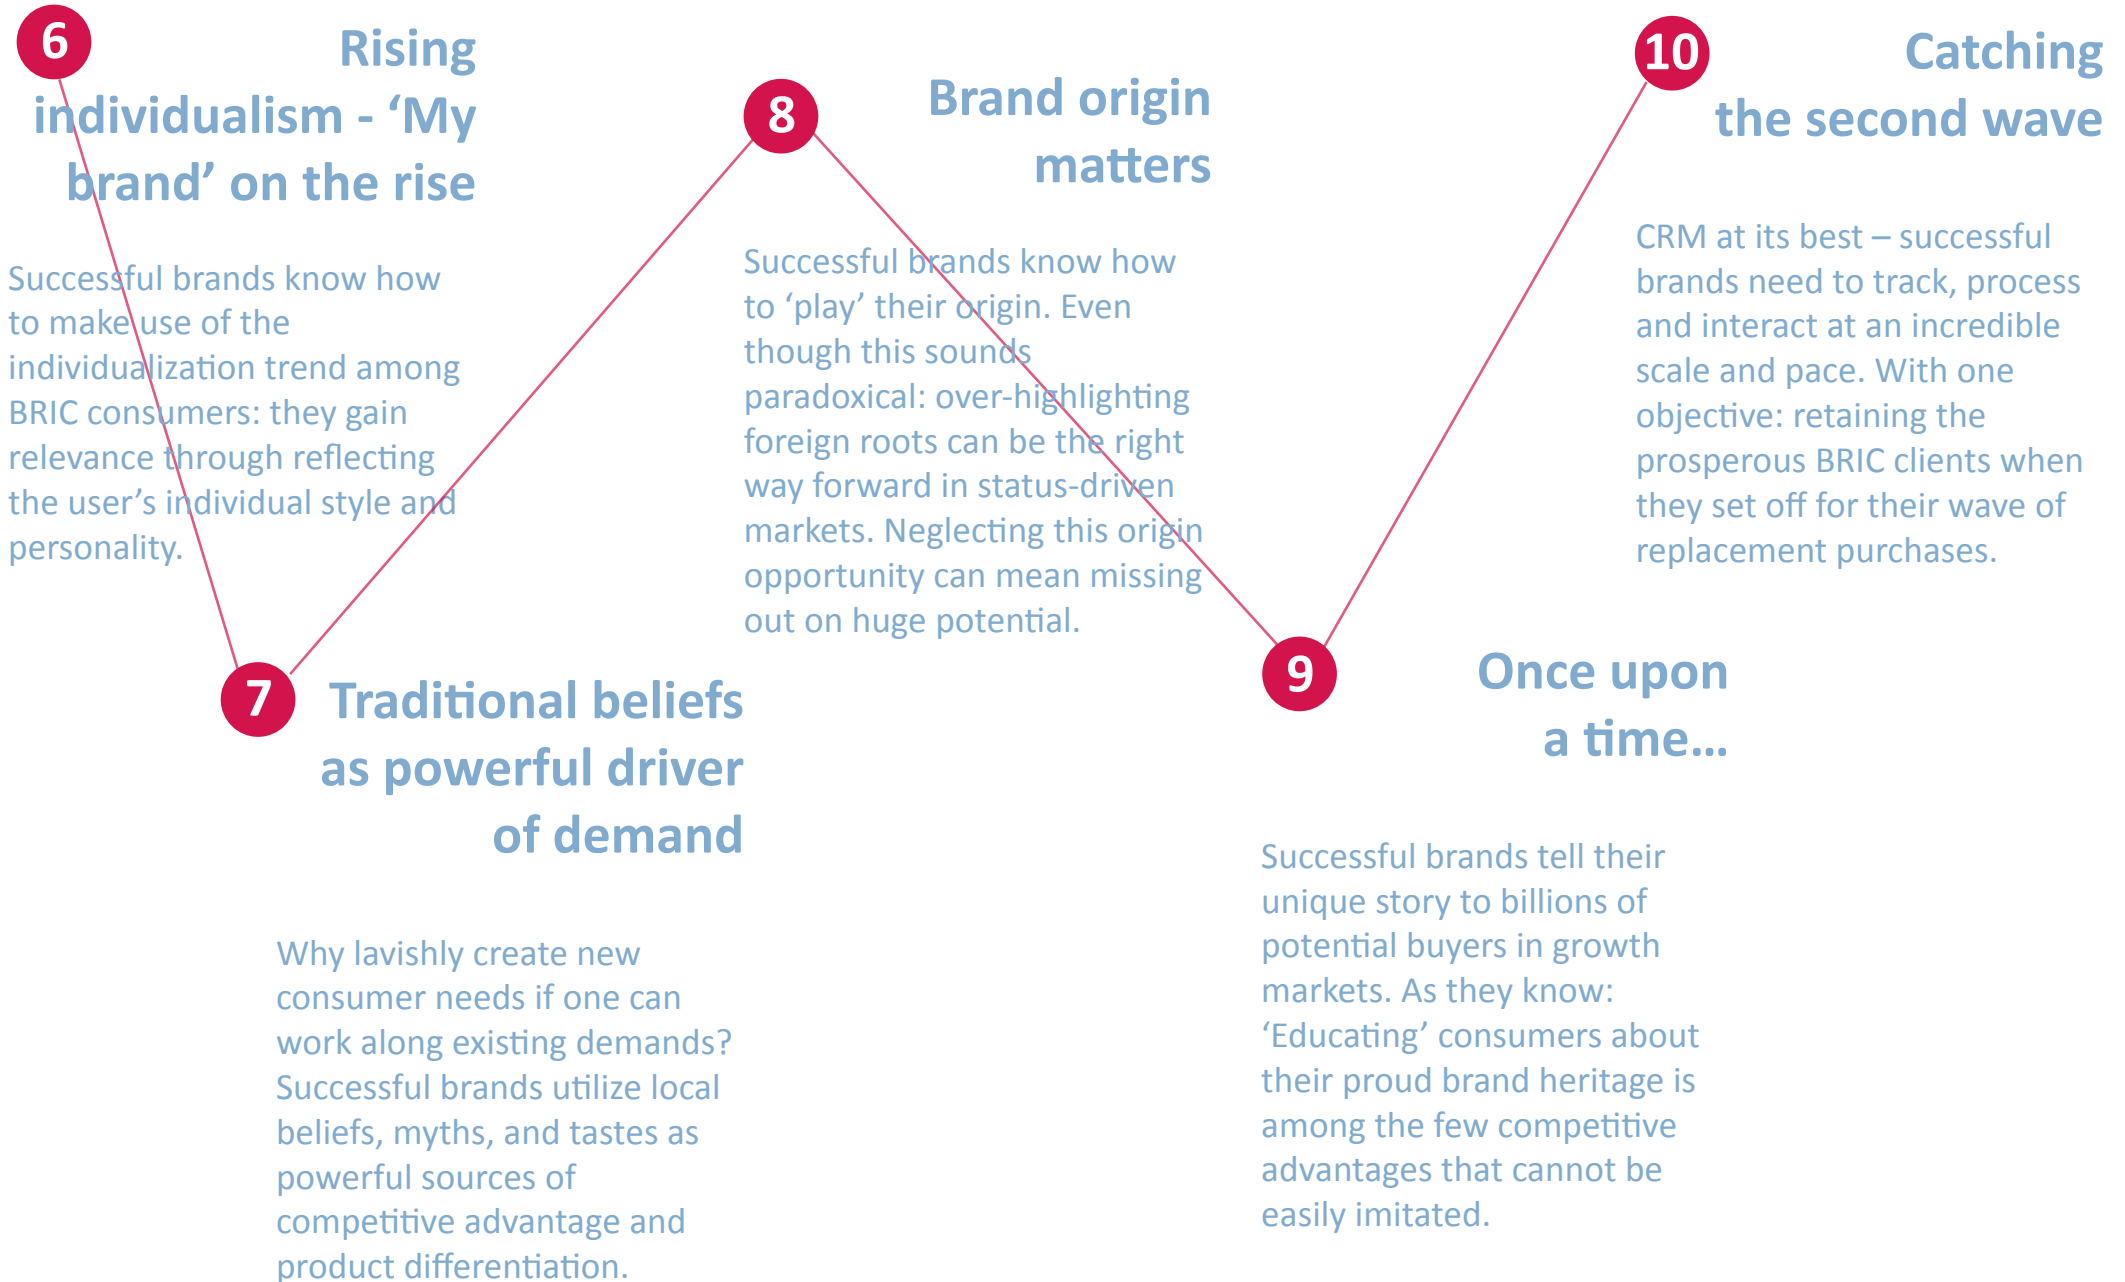 6
Rising
individualism - ‘My
brand’ on the rise
Successful brands know how
to make use of the
individualization trend among
BRIC consumers: they gain
relevance through reflecting
the user’s individual style and
personality.
7
Traditional beliefs
as powerful driver
of demand
Why lavishly create new
consumer needs if one can
work along existing demands?
Successful brands utilize local
beliefs, myths, and tastes as
powerful sources of
competitive advantage and
product differentiation.
8
Brand origin
matters
Successful brands know how
to ‘play’ their origin. Even
though this sounds
paradoxical: over-highlighting
foreign roots can be the right
way forward in status-driven
markets. Neglecting this origin
opportunity can mean missing
out on huge potential.
9
Once upon
a time…
Successful brands tell their
unique story to billions of
potential buyers in growth
markets. As they know:
‘Educating’ consumers about
their proud brand heritage is
among the few competitive
advantages that cannot be
easily imitated.
10
Catching
the second wave
CRM at its best – successful
brands need to track, process
and interact at an incredible
scale and pace. With one
objective: retaining the
prosperous BRIC clients when
they set off for their wave of
replacement purchases.